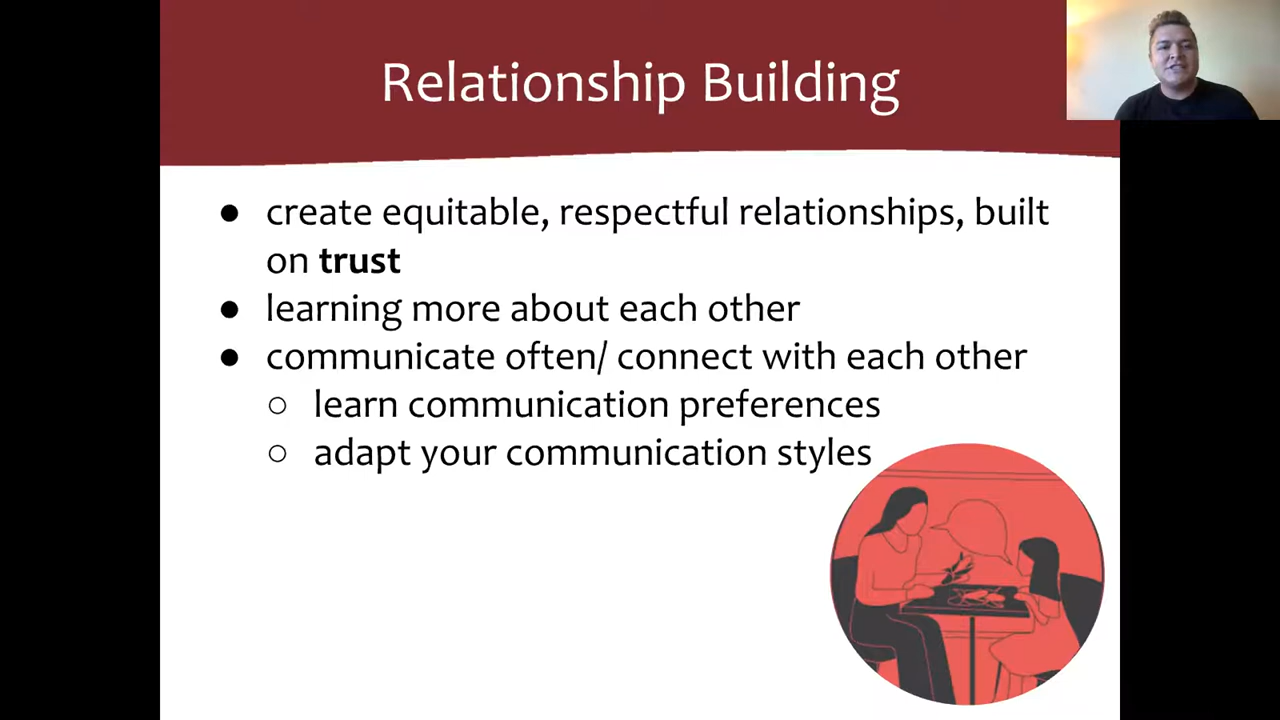 Relationship Building
● create equitable, respectful relationships, built
on trust
● learning more about each other
● communicate often/ connect with each other
○ learn communication preferences
○ adapt your communication styles